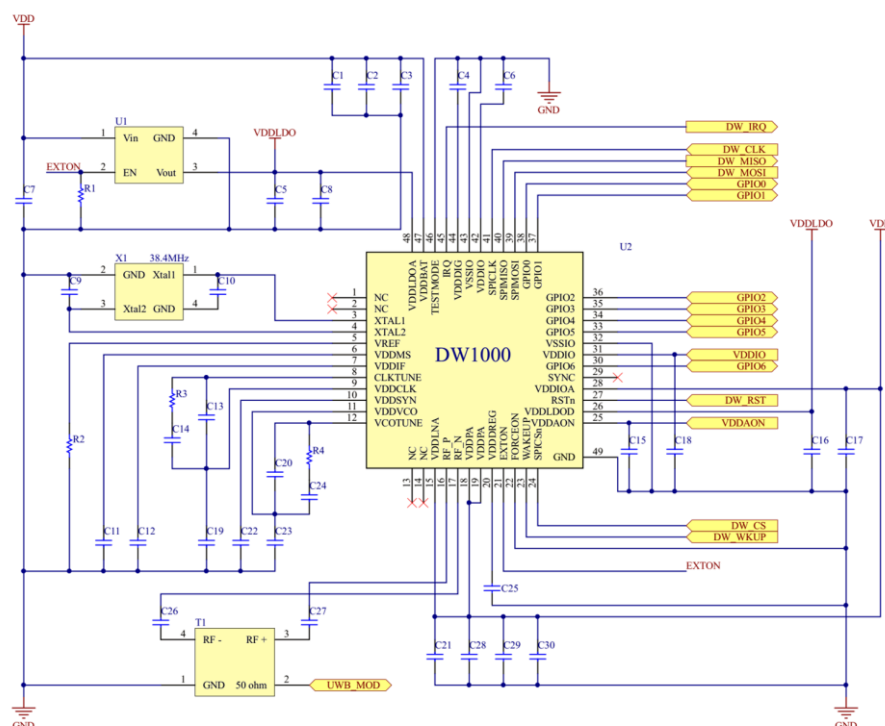 VDD
C1
C2
C3
C4
C6
GND
U1
1
Vin
GND
4
2
EN
Vout
3
EXTON
R1
C7
VDDLDO
C5
C8
DW_IRQ
DW_CLK
DW_MISO
DW_MOSI
GPIO0
GPIO1
VDDLDO
X1
38.4MHz
2
GND
Xtal1
1
3
Xtal2
GND
4
C9
C10
U2
DW1000
48
47
46
45
44
43
42
41
40
39
38
37
VDDLDOA
VDDBAT
TESTMODE
IRQ
VDDDIG
VSSIO
VDDIO
SPICLK
SPIMISO
SPIMOSI
GPIO0
GPIO1
1 NC
2 NC
3 XTAL1
4 XTAL2
5 VREF
6 VDDMS
7 VDDIF
8 CLKTUNE
9 VDDCLK
10 VDDSYN
11 VDDVCO
12 VCOTUNE
GPIO2 36 GPIO2
GPIO3 35 GPIO3
GPIO4 34 GPIO4
GPIO5 33 GPIO5
VSSIO 32
VDDIO 31 VDDIO
GPIO6 30 GPIO6
SYNC 29
VDDIOA 28
RSTn 27 DW_RST
VDDLDOD 26
VDDAON 25 VDDAON
GND 49
NC
NC
VDDLNA
RF_P
RF_N
VDDPA
VDDPA
VDDREG
EXTON
FORCEON
WAKEUP
SPICSn
13
14
15
16
17
18
19
20
21
22
23
24
R3
C13
C14
R2
R4
C20
C24
C15
C18
C16
C17
C11
C12
C19
C22
C23
DW_CS
DW_WKUP
EXTON
C25
C26
C27
T1
4
RF -
RF +
3
1
GND
50 ohm
2
UWB_MOD
C21
C28
C29
C30
GND
GND